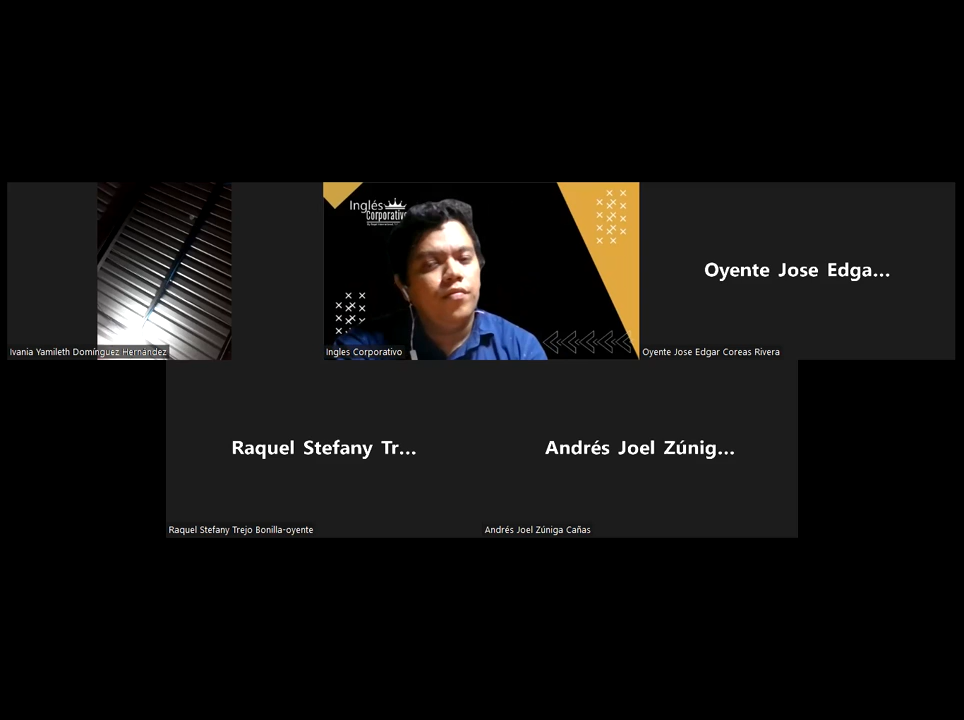 Inglés
Corporativo
Ivania Yamileth Domínguez Hernández
Ingles Corporativo
Oyente Jose Edga...
Oyente Jose Edgar Coreas Rivera
Raquel Stefany Tr...
Raquel Stefany Trejo Bonilla-oyente
Andrés Joel Zúnig...
Andrés Joel Zúniga Cañas